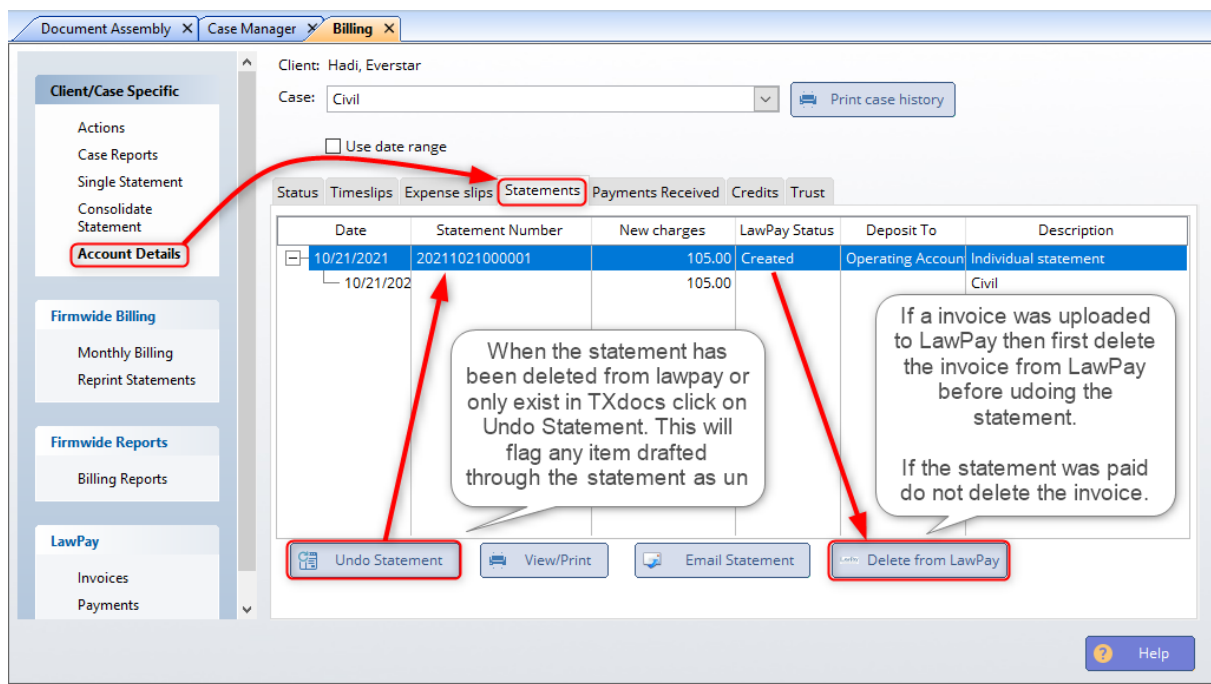 Document Assembly
Case Manager
Billing
Client/Case Specific
Actions
Case Reports
Single Statement
Consolidate
Statement
Account Details
Firmwide Billing
Monthly Billing
Reprint Statements
Firmwide Reports
Billing Reports
LawPay
Invoices
Payments
Client: Hadi, Everstar
Case: Civil
Print case history
Use date range
Status Timeslips Expense slips Statements Payments Received Credits Trust
Date Statement Number New charges LawPay Status Deposit To Description
10/21/2021 20211021000001 105.00 Created Operating Accoun Individual statement
10/21/202 105.00 Civil
When the statement has
been deleted from lawpay or
only exist in TXdocs click on
Undo Statement. This will
flag any item drafted
through the statement as un
If a invoice was uploaded
to LawPay then first delete
the invoice from LawPay
before udoing the
statement.
If the statement was paid
do not delete the invoice.
Undo Statement View/Print Email Statement Delete from LawPay
Help